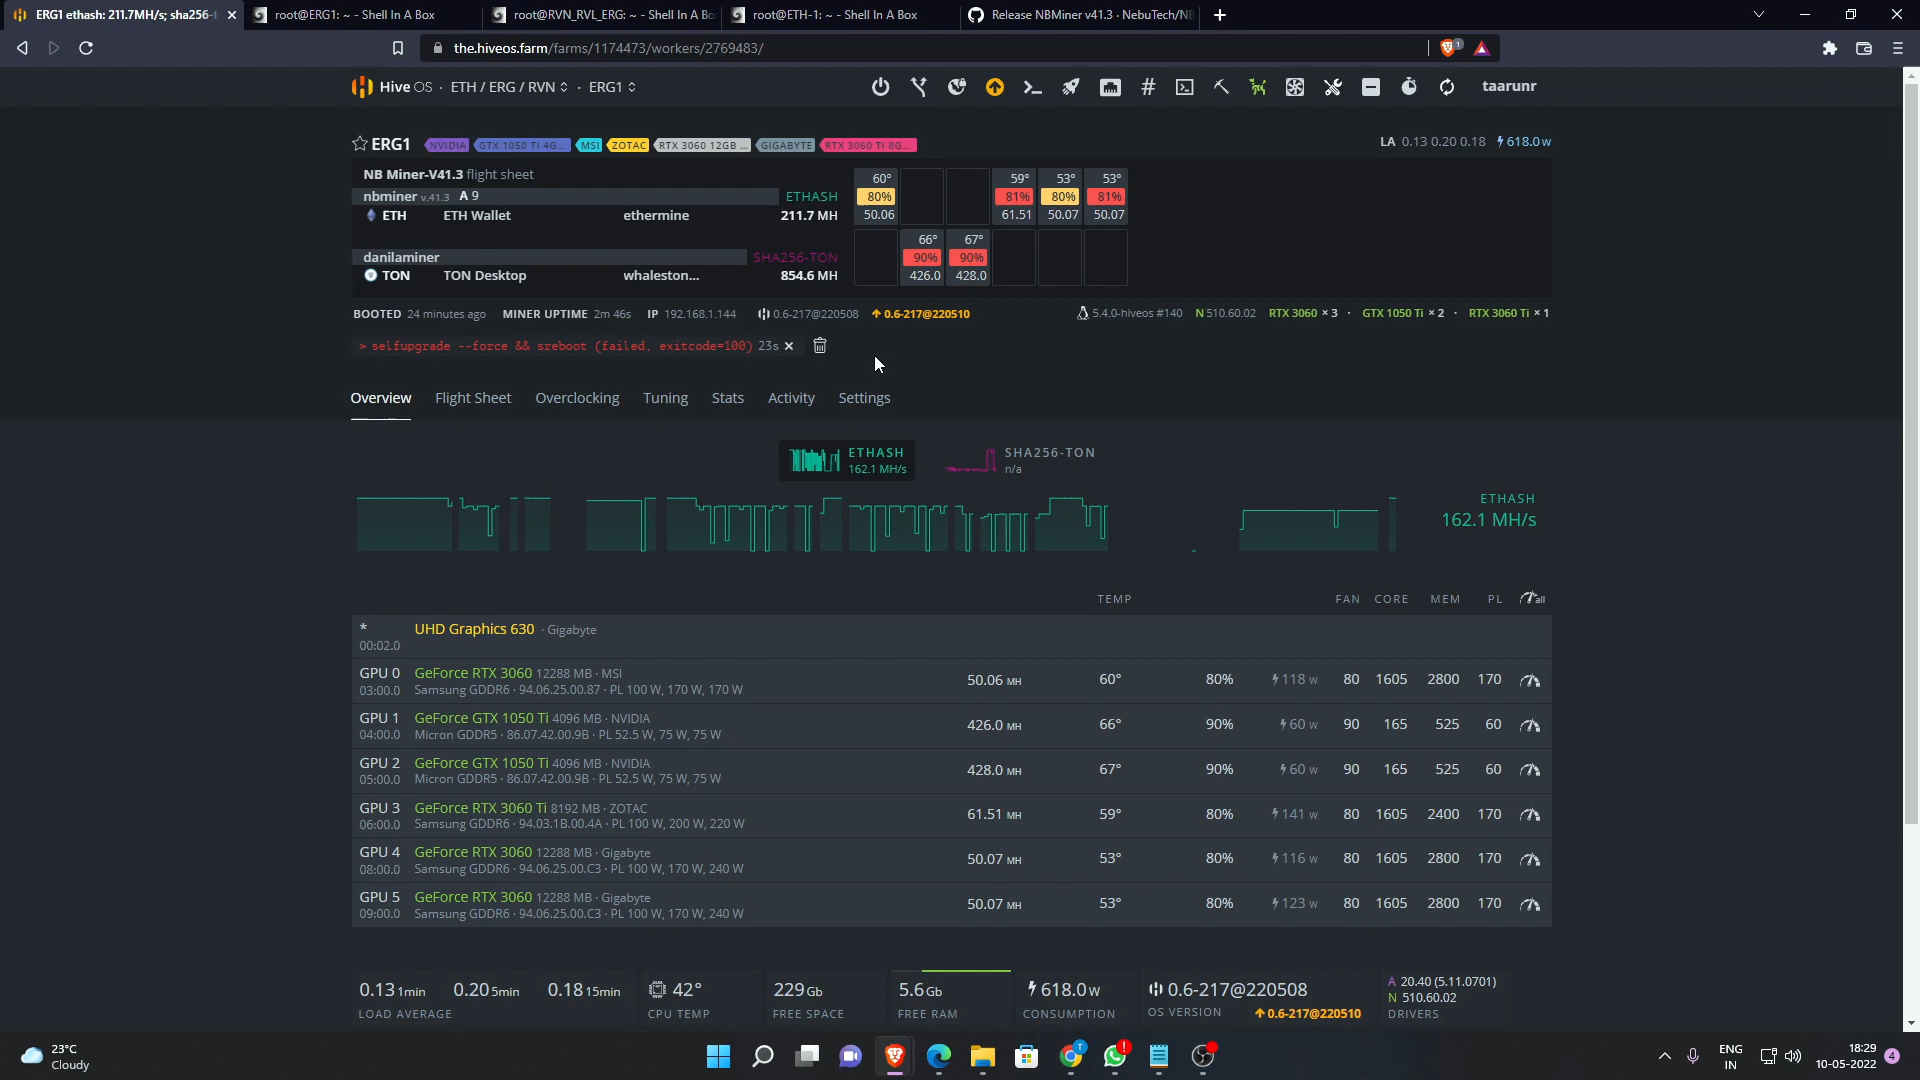 ERG1 ethash: 211.7MH/s; sha256-t
root@ERG1: ~ - Shell In A Box
root@RVN_RVL_ERG: ~ - Shell In A Bo
root@ETH-1: ~ - Shell In A Box
Release NBMiner v41.3 · NebuTech/NB
the.hiveos.farm/farms/1174473/workers/2769483/
1
Hive OS · ETH / ERG / RVN · ERG1
taarunr
ERG1 NVIDIA GTX 1050 TI 4G... MSI ZOTAC RTX 3060 12GB ... GIGABYTE RTX 3060 TI 8G...
LA 0.13 0.20 0.18 618.0 W
NB Miner-V41.3 flight sheet
nbminer v.41.3 A 9 ETHASH
ETH ETH Wallet ethermine 211.7 MH
60° 59° 53° 53°
80% 81% 80% 81%
50.06 61.51 50.07 50.07
danilaminer SHA256-TON
TON TON Desktop whaleston... 854.6 MH
66° 67°
90% 90%
426.0 428.0
BOOTED 24 minutes ago MINER UPTIME 2m 46s IP 192.168.1.144 0.6-217@220508 0.6-217@220510
5.4.0-hiveos #140 N 510.60.02 RTX 3060 ×3 · GTX 1050 Ti ×2 · RTX 3060 Ti ×1
> selfupgrade --force && sreboot (failed, exitcode=100) 23s
Overview Flight Sheet Overclocking Tuning Stats Activity Settings
ETHASH
162.1 MH/s
SHA256-TON
n/a
ETHASH
162.1 MH/s
TEMP FAN CORE MEM PL all
* UHD Graphics 630 · Gigabyte
00:02.0
GPU 0 GeForce RTX 3060 12288 MB · MSI
03:00.0 Samsung GDDR6 · 94.06.25.00.87 · PL 100 W, 170 W, 170 W
50.06 MH 60° 80% 118 W 80 1605 2800 170
GPU 1 GeForce GTX 1050 Ti 4096 MB · NVIDIA
04:00.0 Micron GDDR5 · 86.07.42.00.9B · PL 52.5 W, 75 W, 75 W
426.0 MH 66° 90% 60 W 90 165 525 60
GPU 2 GeForce GTX 1050 Ti 4096 MB · NVIDIA
05:00.0 Micron GDDR5 · 86.07.42.00.9B · PL 52.5 W, 75 W, 75 W
428.0 MH 67° 90% 60 W 90 165 525 60
GPU 3 GeForce RTX 3060 Ti 8192 MB · ZOTAC
06:00.0 Samsung GDDR6 · 94.03.1B.00.4A · PL 100 W, 200 W, 220 W
61.51 MH 59° 80% 141 W 80 1605 2400 170
GPU 4 GeForce RTX 3060 12288 MB · Gigabyte
08:00.0 Samsung GDDR6 · 94.06.25.00.C3 · PL 100 W, 170 W, 240 W
50.07 MH 53° 80% 116 W 80 1605 2800 170
GPU 5 GeForce RTX 3060 12288 MB · Gigabyte
09:00.0 Samsung GDDR6 · 94.06.25.00.C3 · PL 100 W, 170 W, 240 W
50.07 MH 53° 80% 123 W 80 1605 2800 170
0.13 1min 0.20 5min 0.18 15min
LOAD AVERAGE
42°
CPU TEMP
229 Gb
FREE SPACE
5.6 Gb
FREE RAM
618.0 W
CONSUMPTION
0.6-217@220508
OS VERSION 0.6-217@220510
A 20.40 (5.11.0701)
N 510.60.02
DRIVERS
23°C
Cloudy
T
!
ENG
IN
18:29
10-05-2022
4